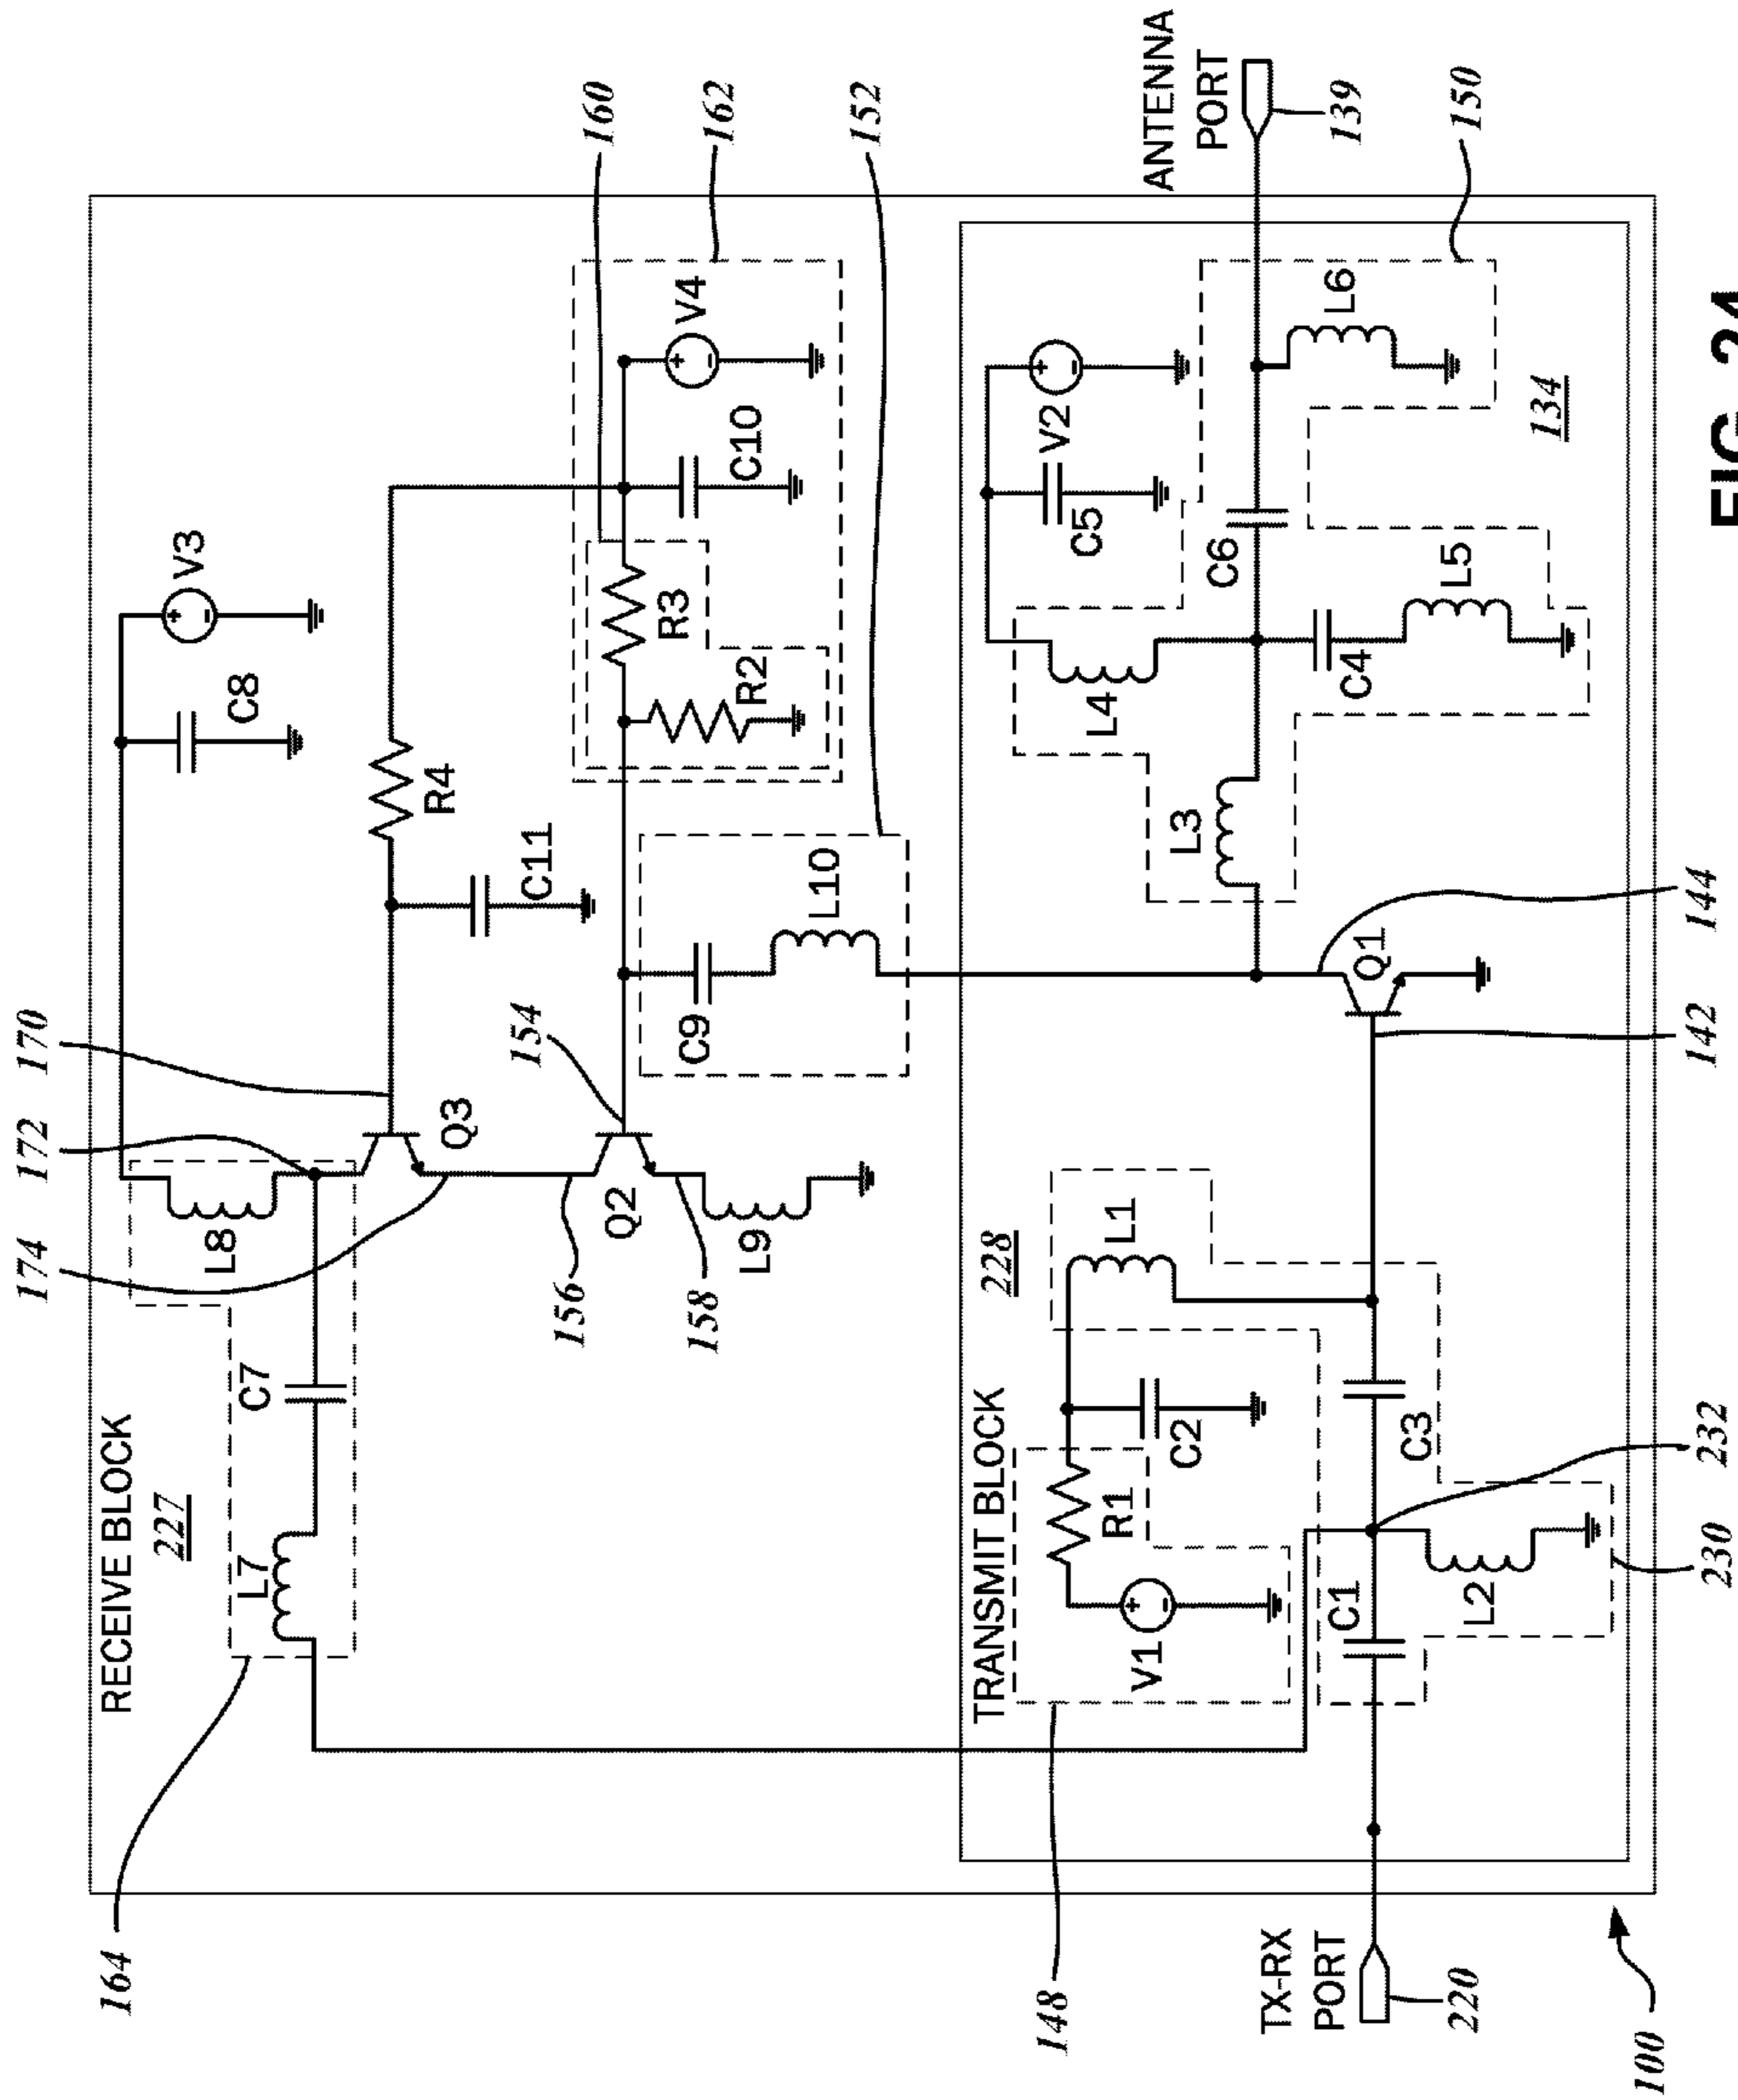 164
174
172
170
RECEIVE BLOCK
227
L7
C7
L8
V3
C8
Q3
R4
C11
154
156
Q2
158
L9
160
162
R3
R2
V4
C10
152
C9
L10
TRANSMIT BLOCK
228
148
V1
R1
C2
L1
V2
C5
L4
L3
C6
C4
L5
L6
134
150
ANTENNA
PORT
139
TX-RX
PORT
220
C1
L2
C3
Q1
100
230
232
142
144
FIG. 24